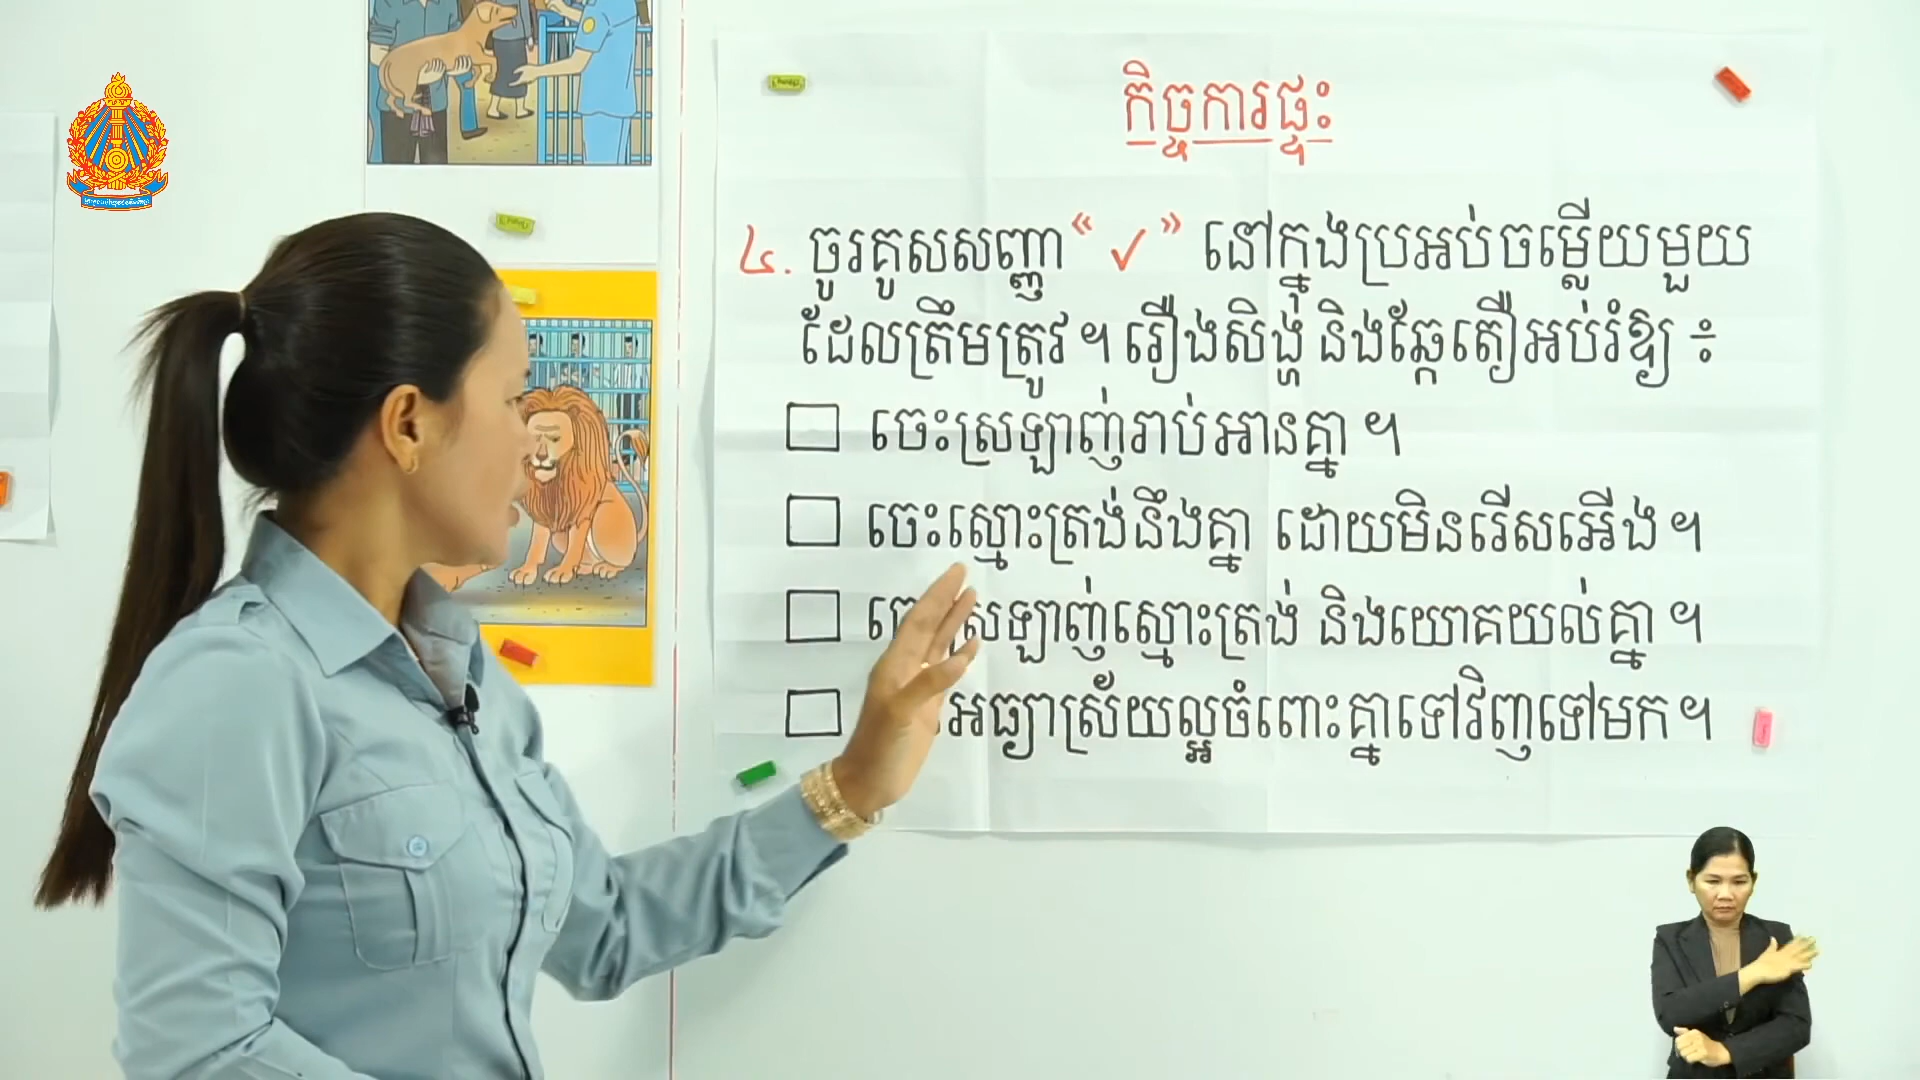 កិច្ចការផ្ទះ
៤. ចូរគូសសញ្ញា “ ✓ ” នៅក្នុងប្រអប់ចម្លើយមួយ
ដែលត្រឹមត្រូវ។ រឿងសិង្ហ និងឆ្កែតឿអប់រំឱ្យ ៖
ចេះស្រឡាញ់រាប់អានគ្នា ។
ចេះស្មោះត្រង់នឹងគ្នា ដោយមិនរើសអើង ។
ស្រឡាញ់ស្មោះត្រង់ និងយោគយល់គ្នា ។
អធ្យាស្រ័យល្អចំពោះគ្នាទៅវិញទៅមក ។